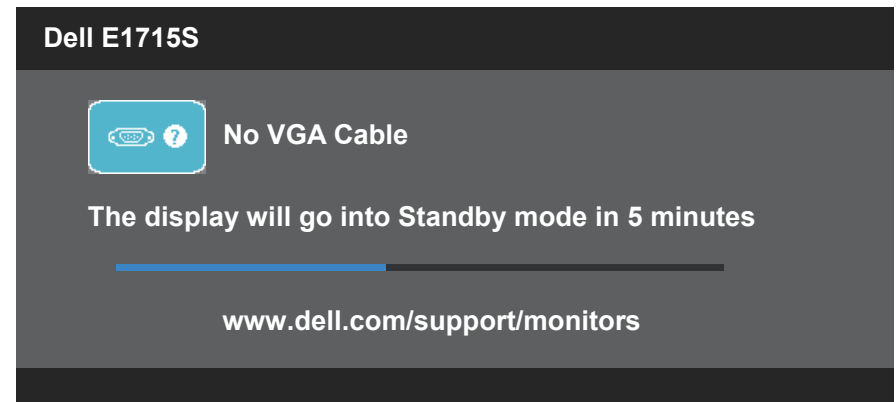 Dell E1715S
No VGA Cable
The display will go into Standby mode in 5 minutes
www.dell.com/support/monitors